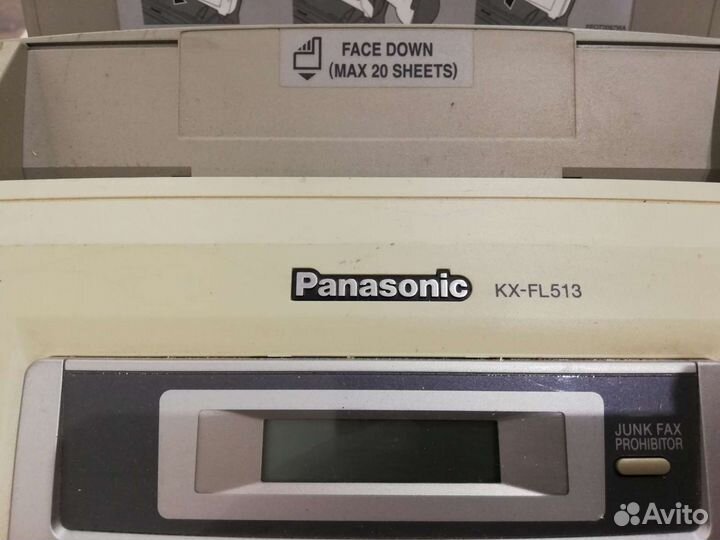 FACE DOWN
(MAX 20 SHEETS)
Panasonic
KX-FL513
JUNK FAX
PROHIBITOR
Avito